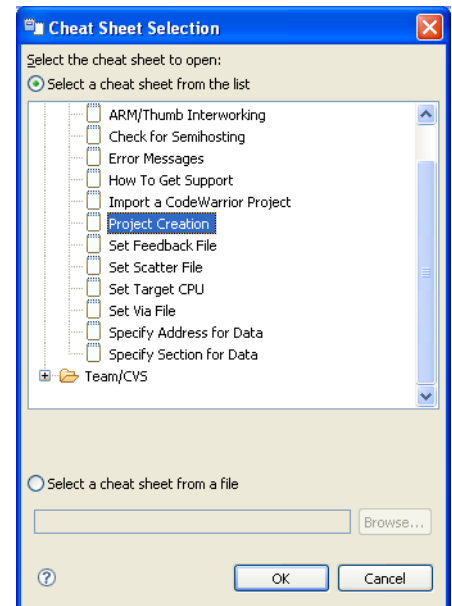 Cheat Sheet Selection
Select the cheat sheet to open:
Select a cheat sheet from the list
ARM/Thumb Interworking
Check for Semihosting
Error Messages
How To Get Support
Import a CodeWarrior Project
Project Creation
Set Feedback File
Set Scatter File
Set Target CPU
Set Via File
Specify Address for Data
Specify Section for Data
Team/CVS
Select a cheat sheet from a file
Browse...
OK Cancel